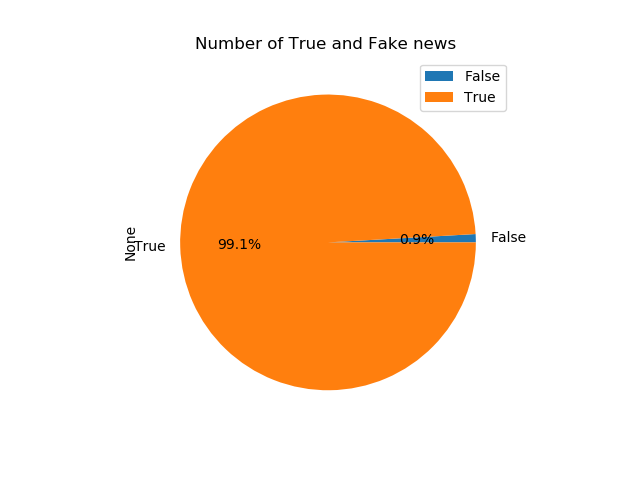 Number of True and Fake news
False
True
None
True
99.1%
0.9%
False